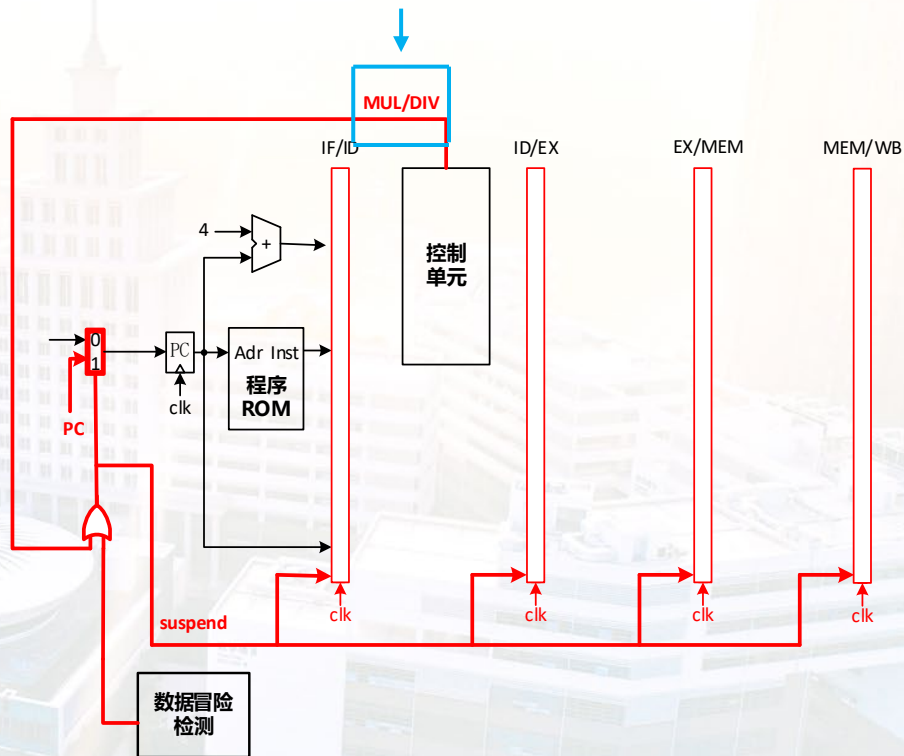 MUL/DIV
IF/ID
ID/EX
EX/MEM
MEM/WB
4
+
控制
单元
0
1
PC
Adr Inst
程序
ROM
clk
PC
suspend
clk
clk
clk
clk
数据冒险
检测